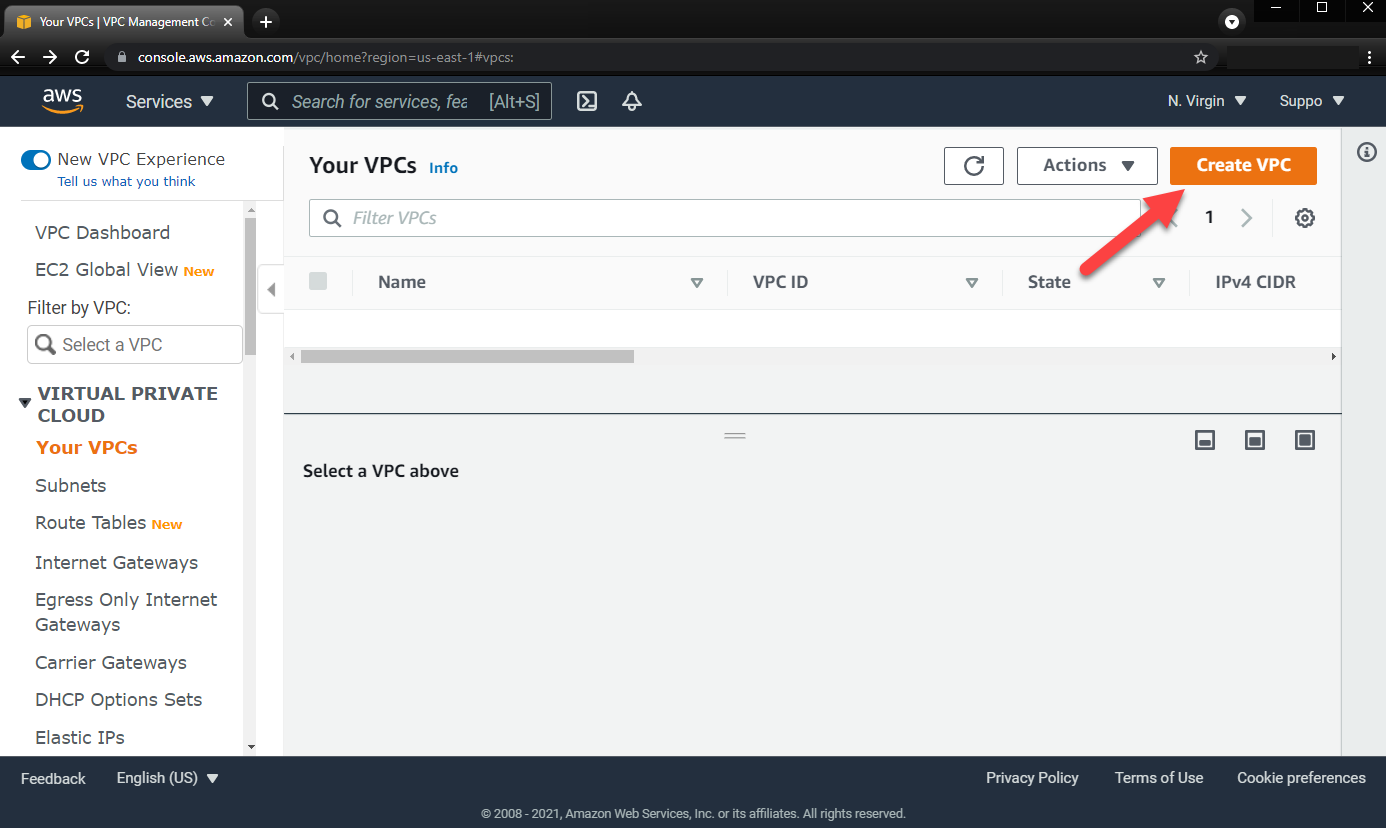 Your VPCs | VPC Management Co
console.aws.amazon.com/vpc/home?region=us-east-1#vpcs:
aws
Services
Search for services, fea
[Alt+S]
N. Virgin
Suppo
New VPC Experience
Tell us what you think
VPC Dashboard
EC2 Global View New
Filter by VPC:
Select a VPC
VIRTUAL PRIVATE
CLOUD
Your VPCs
Subnets
Route Tables New
Internet Gateways
Egress Only Internet
Gateways
Carrier Gateways
DHCP Options Sets
Elastic IPs
Your VPCs Info
Actions
Create VPC
Filter VPCs
1
Name
VPC ID
State
IPv4 CIDR
Select a VPC above
Feedback
English (US)
Privacy Policy
Terms of Use
Cookie preferences
© 2008 - 2021, Amazon Web Services, Inc. or its affiliates. All rights reserved.